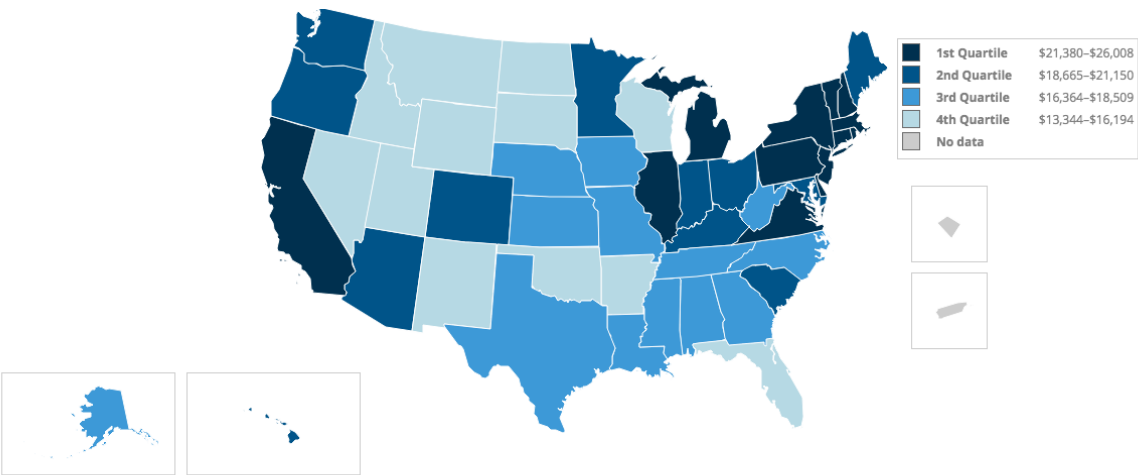 1st Quartile $21,380–$26,008
2nd Quartile $18,665–$21,150
3rd Quartile $16,364–$18,509
4th Quartile $13,344–$16,194
No data